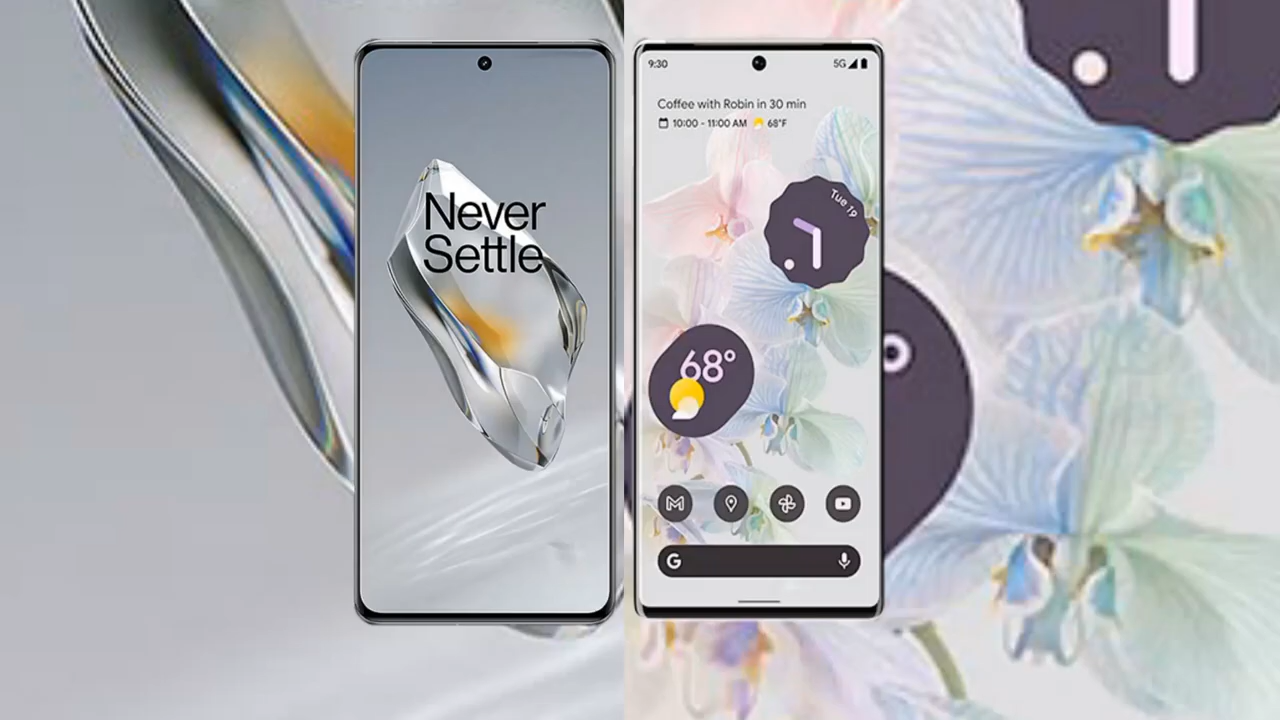 Never
Settle
9:30
5G
Coffee with Robin in 30 min
10:00 - 11:00 AM 68°F
Tue 19
68°
G